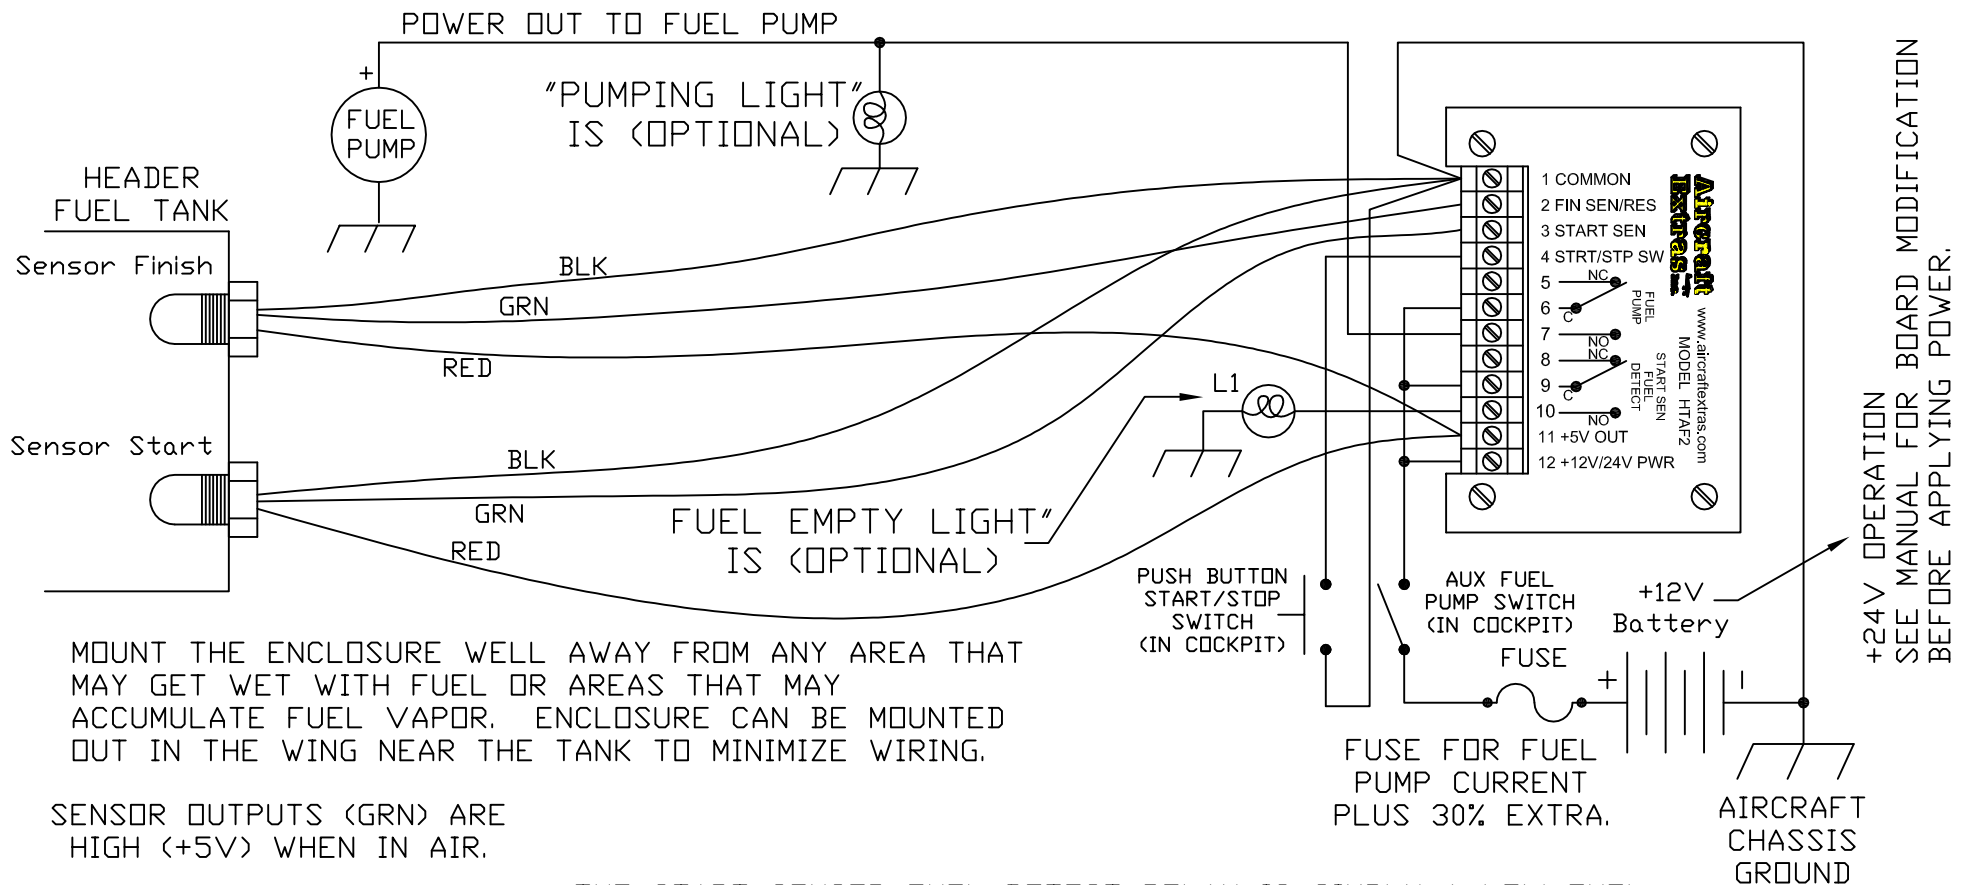 POWER OUT TO FUEL PUMP
+
FUEL
PUMP
"PUMPING LIGHT"
IS (OPTIONAL)
HEADER
FUEL TANK
Sensor Finish
BLK
GRN
RED
Sensor Start
BLK
GRN
RED
L1
FUEL EMPTY LIGHT"
IS (OPTIONAL)
1 COMMON
2 FIN SEN/RES
3 START SEN
4 STRT/STP SW
5
NC
6
C
7
NO
8
NC
9
C
10
NO
11 +5V OUT
12 +12V/24V PWR
FUEL
PUMP
START SEN
FUEL
DETECT
Aircraft
Extras
www.aircraftextras.com
MODEL HTAF2
PUSH BUTTON
START/STOP
SWITCH
(IN COCKPIT)
AUX FUEL
PUMP SWITCH
(IN COCKPIT)
FUSE
+12V
Battery
+
-
+24V OPERATION
SEE MANUAL FOR BOARD MODIFICATION
BEFORE APPLYING POWER.
MOUNT THE ENCLOSURE WELL AWAY FROM ANY AREA THAT
MAY GET WET WITH FUEL OR AREAS THAT MAY
ACCUMULATE FUEL VAPOR. ENCLOSURE CAN BE MOUNTED
OUT IN THE WING NEAR THE TANK TO MINIMIZE WIRING.
SENSOR OUTPUTS (GRN) ARE
HIGH (+5V) WHEN IN AIR.
FUSE FOR FUEL
PUMP CURRENT
PLUS 30% EXTRA.
AIRCRAFT
CHASSIS
GROUND